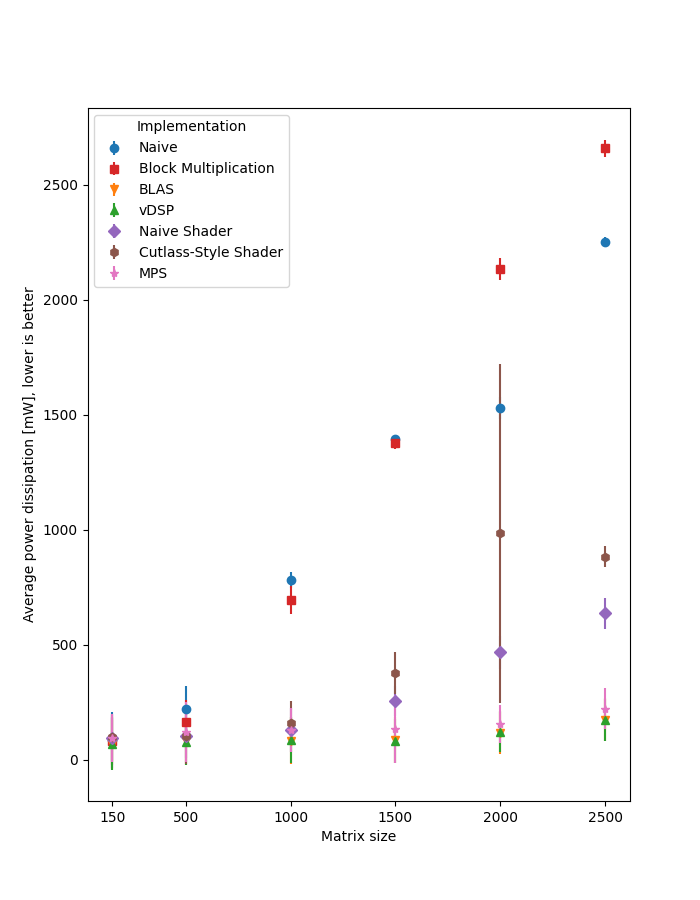 Implementation
Naive
Block Multiplication
BLAS
vDSP
Naive Shader
Cutlass-Style Shader
MPS
Average power dissipation [mW], lower is better
2500
2000
1500
1000
500
0
150
500
1000
1500
2000
2500
Matrix size